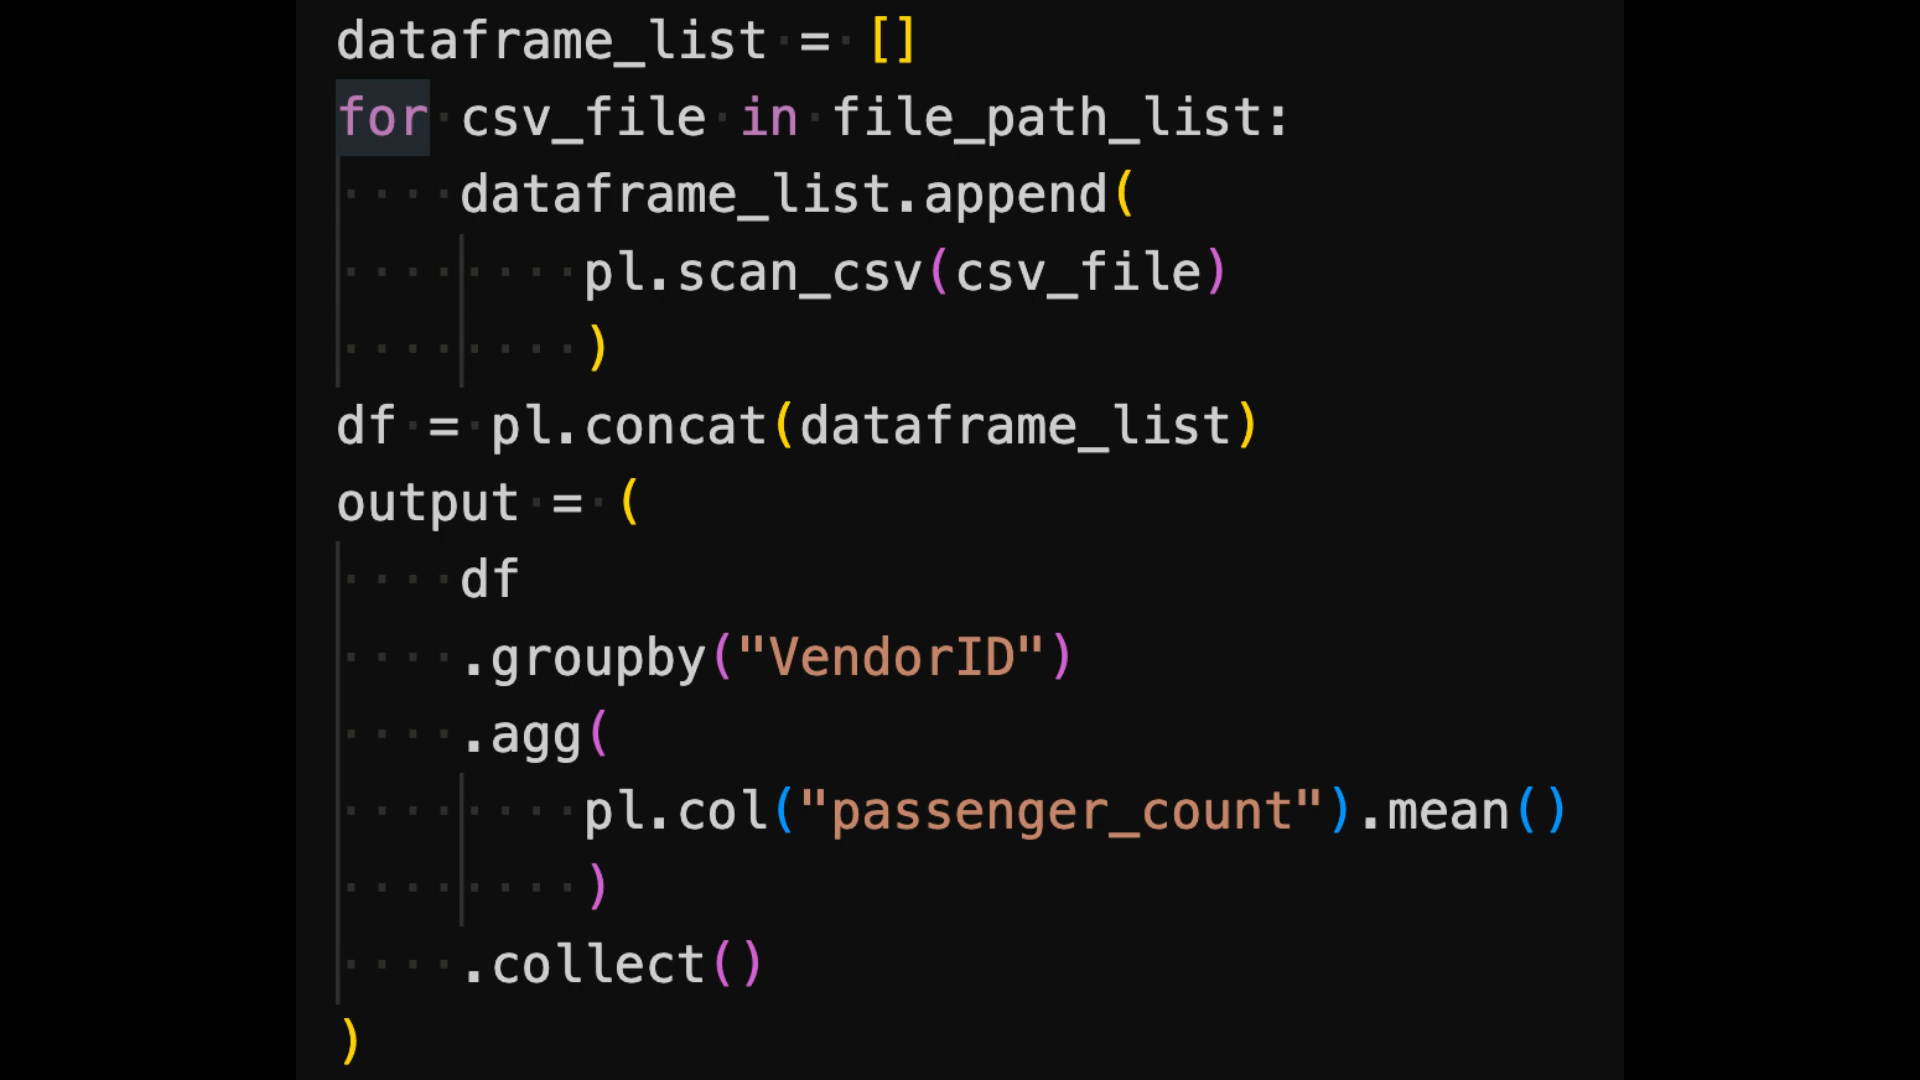 dataframe_list = []
for csv_file in file_path_list:
    dataframe_list.append(
        pl.scan_csv(csv_file)
        )
df = pl.concat(dataframe_list)
output = (
    df
    .groupby("VendorID")
    .agg(
        pl.col("passenger_count").mean()
        )
    .collect()
)